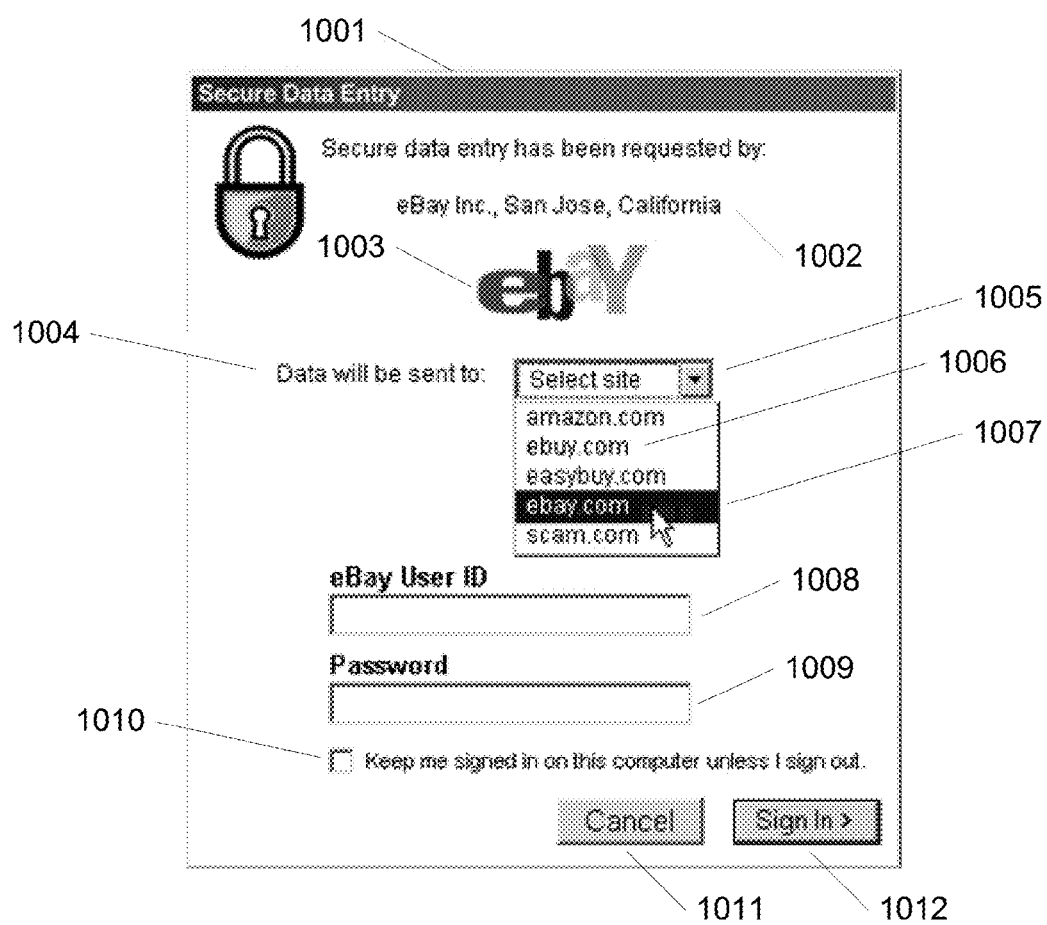 1001
Secure Data Entry
Secure data entry has been requested by:
eBay Inc., San Jose, California
1002
1003
ebaY
1004
Data will be sent to:
Select site
1005
amazon.com
1006
ebuy.com
easybuy.com
1007
ebay.com
scam.com
eBay User ID
1008
Password
1009
1010
Keep me signed in on this computer unless I sign out.
Cancel
Sign In >
1011
1012